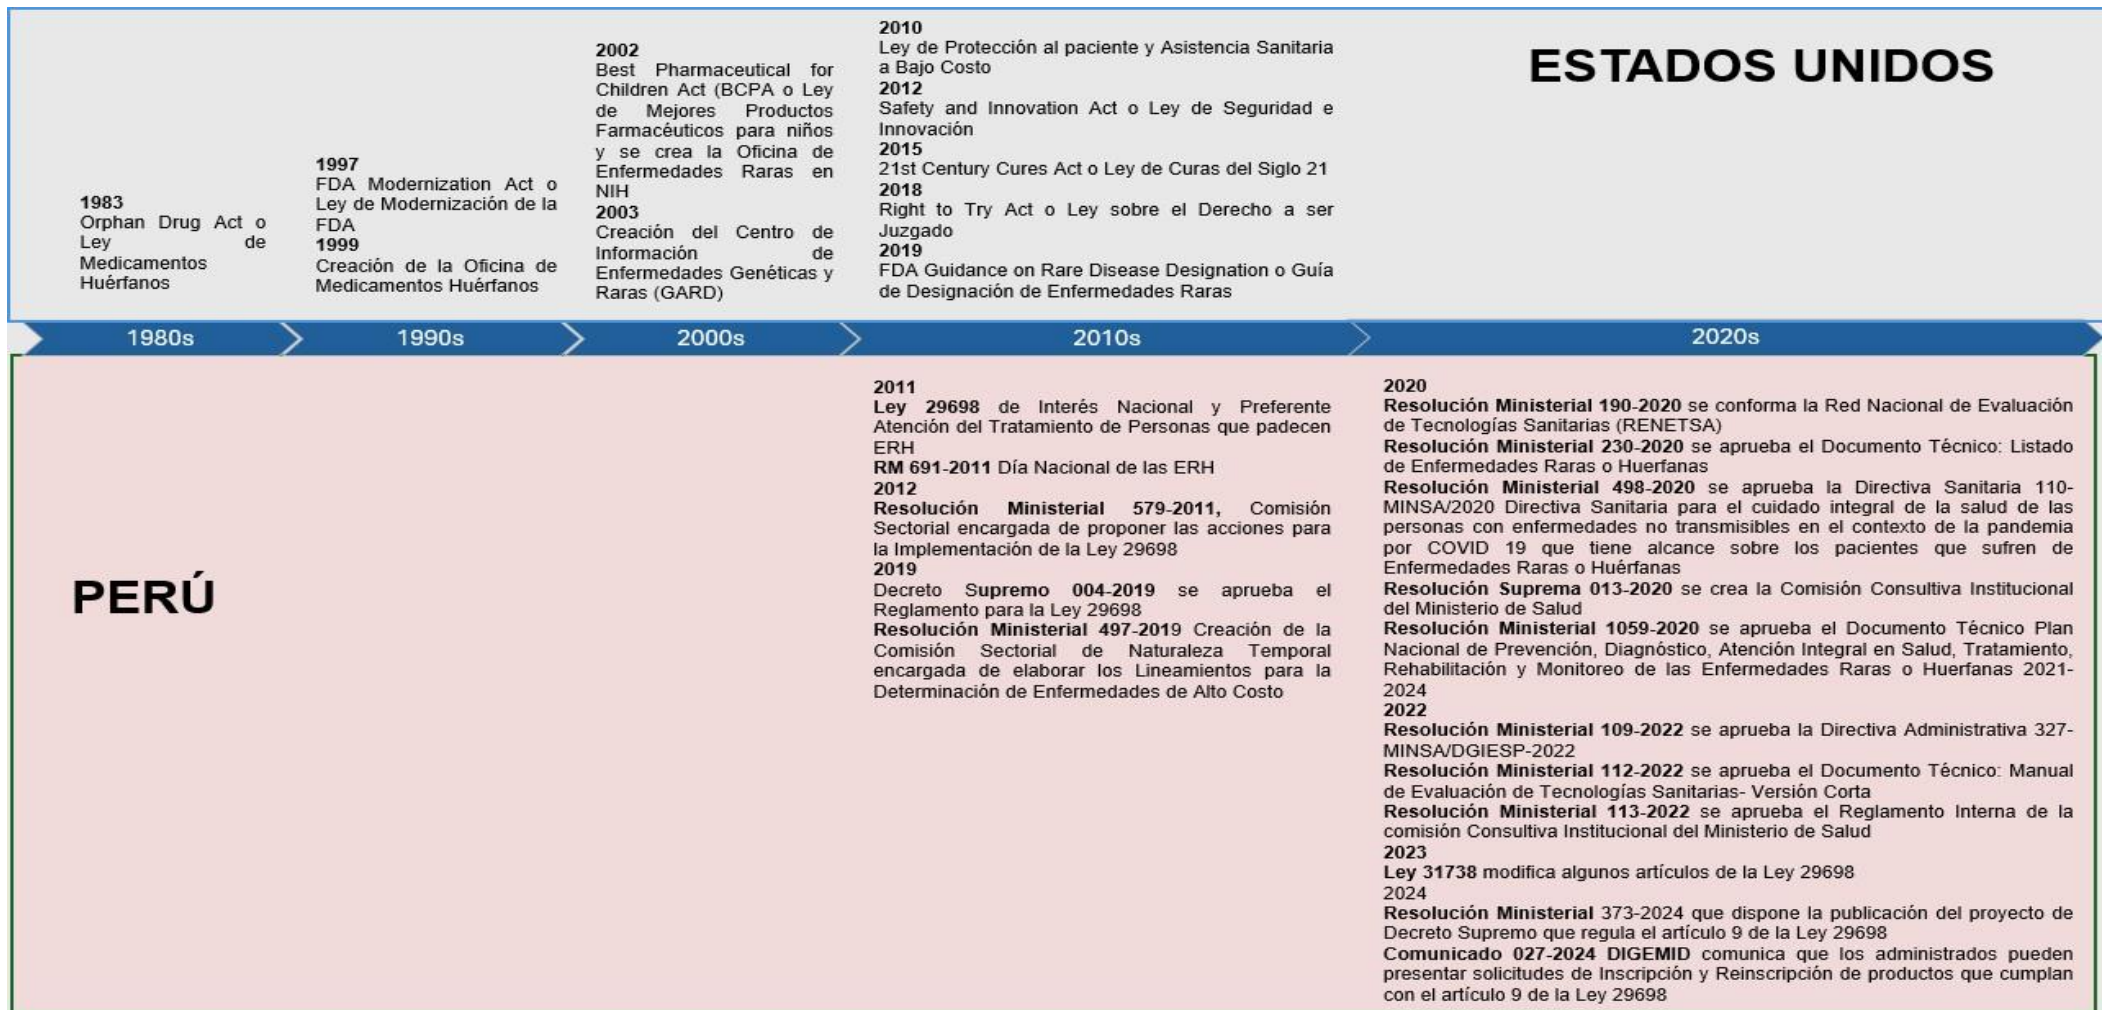 ESTADOS UNIDOS
1983
Orphan Drug Act o
Ley de
Medicamentos
Huérfanos
1997
FDA Modernization Act o
Ley de Modernización de la
FDA
1999
Creación de la Oficina de
Medicamentos Huérfanos
2002
Best Pharmaceutical for
Children Act (BCPA o Ley
de Mejores Productos
Farmacéuticos para niños
y se crea la Oficina de
Enfermedades Raras en
NIH
2003
Creación del Centro de
Información de
Enfermedades Genéticas y
Raras (GARD)
2010
Ley de Protección al paciente y Asistencia Sanitaria
a Bajo Costo
2012
Safety and Innovation Act o Ley de Seguridad e
Innovación
2015
21st Century Cures Act o Ley de Curas del Siglo 21
2018
Right to Try Act o Ley sobre el Derecho a ser
Juzgado
2019
FDA Guidance on Rare Disease Designation o Guía
de Designación de Enfermedades Raras
1980s
1990s
2000s
2010s
2020s
PERÚ
2011
Ley 29698 de Interés Nacional y Preferente
Atención del Tratamiento de Personas que padecen
ERH
RM 691-2011 Día Nacional de las ERH
2012
Resolución Ministerial 579-2011, Comisión
Sectorial encargada de proponer las acciones para
la Implementación de la Ley 29698
2019
Decreto Supremo 004-2019 se aprueba el
Reglamento para la Ley 29698
Resolución Ministerial 497-2019 Creación de la
Comisión Sectorial de Naturaleza Temporal
encargada de elaborar los Lineamientos para la
Determinación de Enfermedades de Alto Costo
2020
Resolución Ministerial 190-2020 se conforma la Red Nacional de Evaluación
de Tecnologías Sanitarias (RENETSA)
Resolución Ministerial 230-2020 se aprueba el Documento Técnico: Listado
de Enfermedades Raras o Huerfanas
Resolución Ministerial 498-2020 se aprueba la Directiva Sanitaria 110-
MINSA/2020 Directiva Sanitaria para el cuidado integral de la salud de las
personas con enfermedades no transmisibles en el contexto de la pandemia
por COVID 19 que tiene alcance sobre los pacientes que sufren de
Enfermedades Raras o Huérfanas
Resolución Suprema 013-2020 se crea la Comisión Consultiva Institucional
del Ministerio de Salud
Resolución Ministerial 1059-2020 se aprueba el Documento Técnico Plan
Nacional de Prevención, Diagnóstico, Atención Integral en Salud, Tratamiento,
Rehabilitación y Monitoreo de las Enfermedades Raras o Huerfanas 2021-
2024
2022
Resolución Ministerial 109-2022 se aprueba la Directiva Administrativa 327-
MINSA/DGIESP-2022
Resolución Ministerial 112-2022 se aprueba el Documento Técnico: Manual
de Evaluación de Tecnologías Sanitarias- Versión Corta
Resolución Ministerial 113-2022 se aprueba el Reglamento Interna de la
comisión Consultiva Institucional del Ministerio de Salud
2023
Ley 31738 modifica algunos artículos de la Ley 29698
2024
Resolución Ministerial 373-2024 que dispone la publicación del proyecto de
Decreto Supremo que regula el artículo 9 de la Ley 29698
Comunicado 027-2024 DIGEMID comunica que los administrados pueden
presentar solicitudes de Inscripción y Reinscripción de productos que cumplan
con el artículo 9 de la Ley 29698